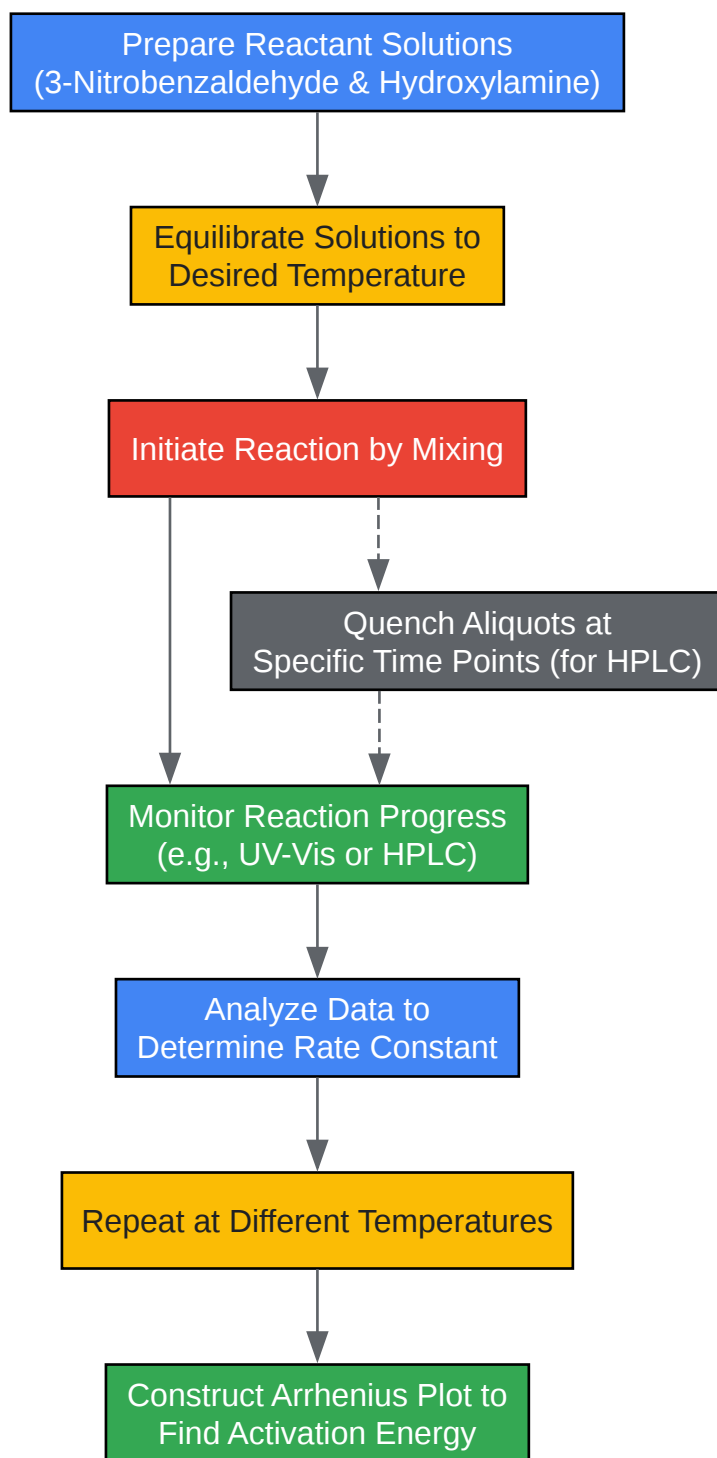 Prepare Reactant Solutions
(3-Nitrobenzaldehyde & Hydroxylamine)
Equilibrate Solutions to
Desired Temperature
Initiate Reaction by Mixing
Quench Aliquots at
Specific Time Points (for HPLC)
Monitor Reaction Progress
(e.g., UV-Vis or HPLC)
Analyze Data to
Determine Rate Constant
Repeat at Different Temperatures
Construct Arrhenius Plot to
Find Activation Energy